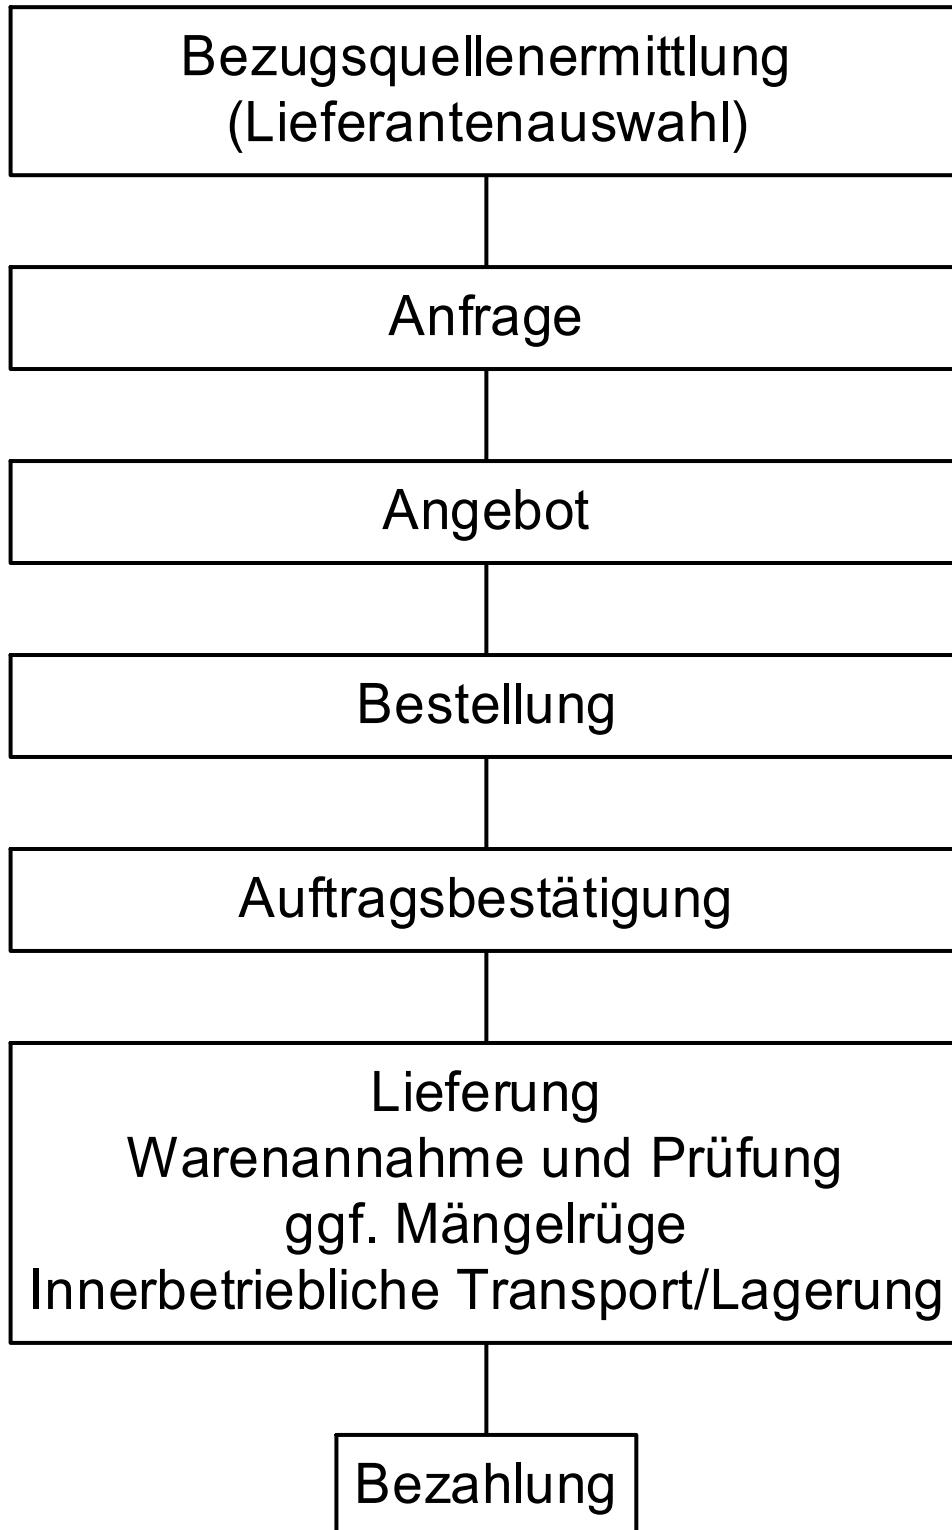 Bezugsquellenermittlung
(Lieferantenauswahl)
Anfrage
Angebot
Bestellung
Auftragsbestätigung
Lieferung
Warenannahme und Prüfung
ggf. Mängelrüge
Innerbetriebliche Transport/Lagerung
Bezahlung